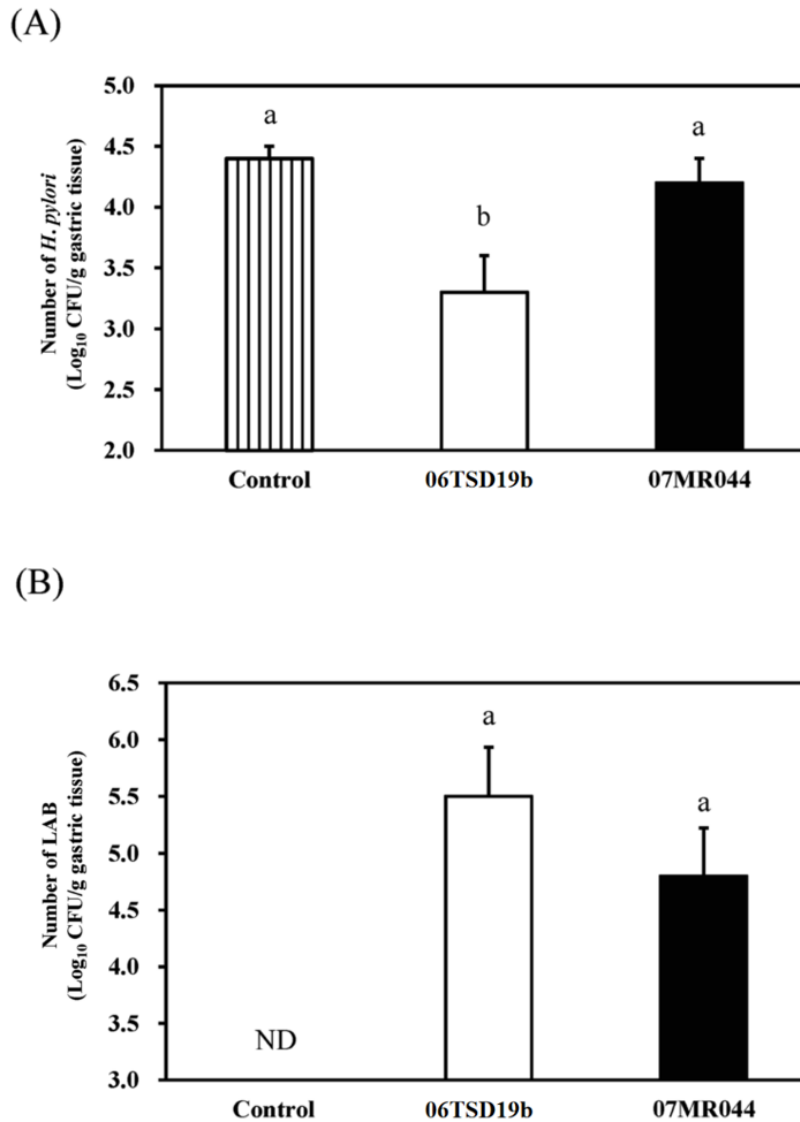 (A)
Number of H. pylori
(Log10 CFU/g gastric tissue)
5.0
4.5
4.0
3.5
3.0
2.5
2.0
a
b
a
Control
06TSD19b
07MR044
(B)
Number of LAB
(Log10 CFU/g gastric tissue)
6.5
6.0
5.5
5.0
4.5
4.0
3.5
3.0
ND
a
a
Control
06TSD19b
07MR044